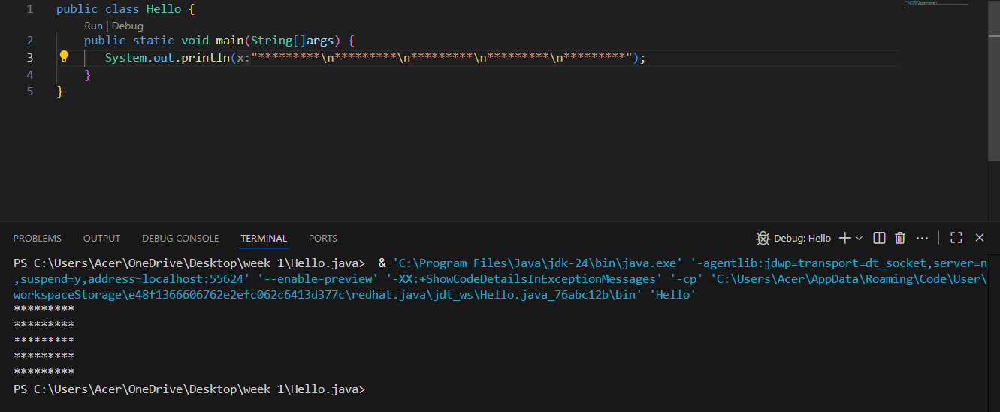 1 public class Hello {
Run | Debug
2 public static void main(String[]args) {
3 System.out.println(x:"*********\n*********\n*********\n*********\n*********");
4 }
5 }
PROBLEMS OUTPUT DEBUG CONSOLE TERMINAL PORTS Debug: Hello
PS C:\Users\Acer\OneDrive\Desktop\week 1\Hello.java>  & 'C:\Program Files\Java\jdk-24\bin\java.exe' '-agentlib:jdwp=transport=dt_socket,server=n
,suspend=y,address=localhost:55624' '--enable-preview' '-XX:+ShowCodeDetailsInExceptionMessages' '-cp' 'C:\Users\Acer\AppData\Roaming\Code\User\
workspaceStorage\e48f1366606762e2efc062c6413d377c\redhat.java\jdt_ws\Hello.java_76abc12b\bin' 'Hello'
*********
*********
*********
*********
*********
PS C:\Users\Acer\OneDrive\Desktop\week 1\Hello.java>